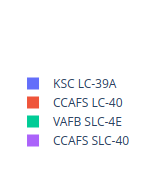 KSC LC-39A
CCAFS LC-40
VAFB SLC-4E
CCAFS SLC-40